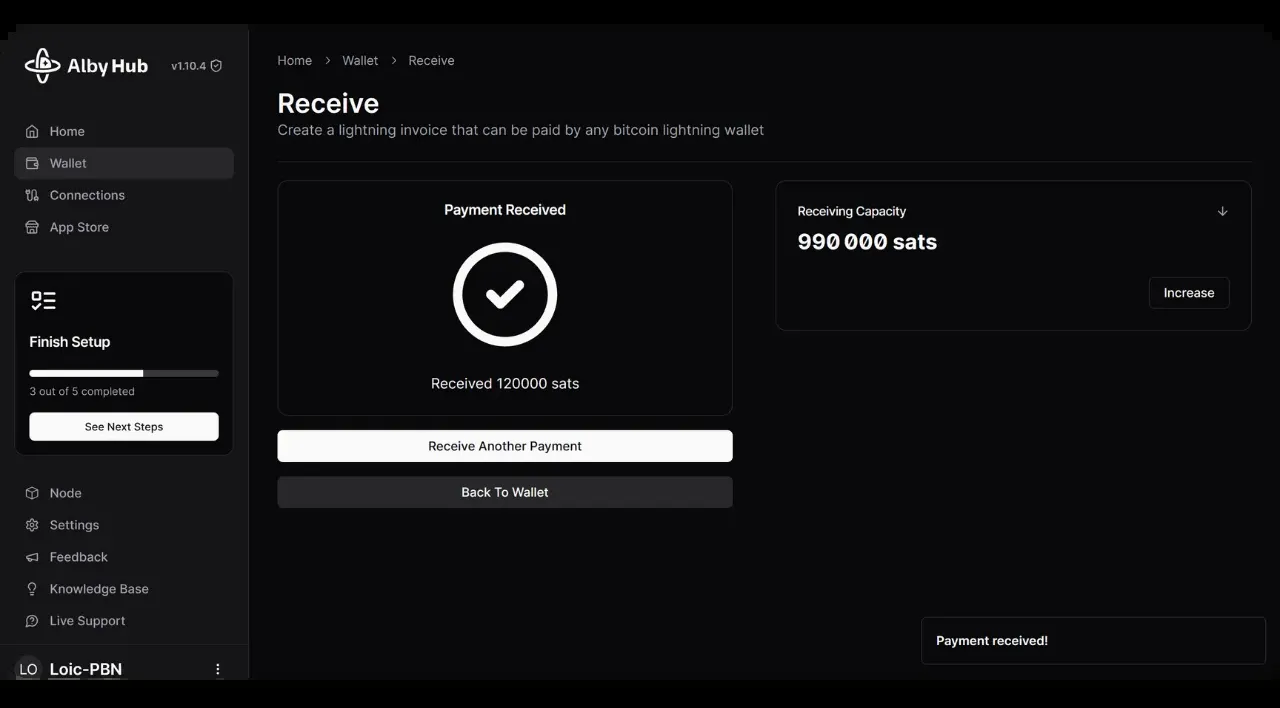 Alby Hub v1.10.4
Home
Wallet
Connections
App Store
Finish Setup
3 out of 5 completed
See Next Steps
Node
Settings
Feedback
Knowledge Base
Live Support
LO Loic-PBN
Home > Wallet > Receive
Receive
Create a lightning invoice that can be paid by any bitcoin lightning wallet
Payment Received
Received 120000 sats
Receive Another Payment
Back To Wallet
Receiving Capacity
990 000 sats
Increase
Payment received!